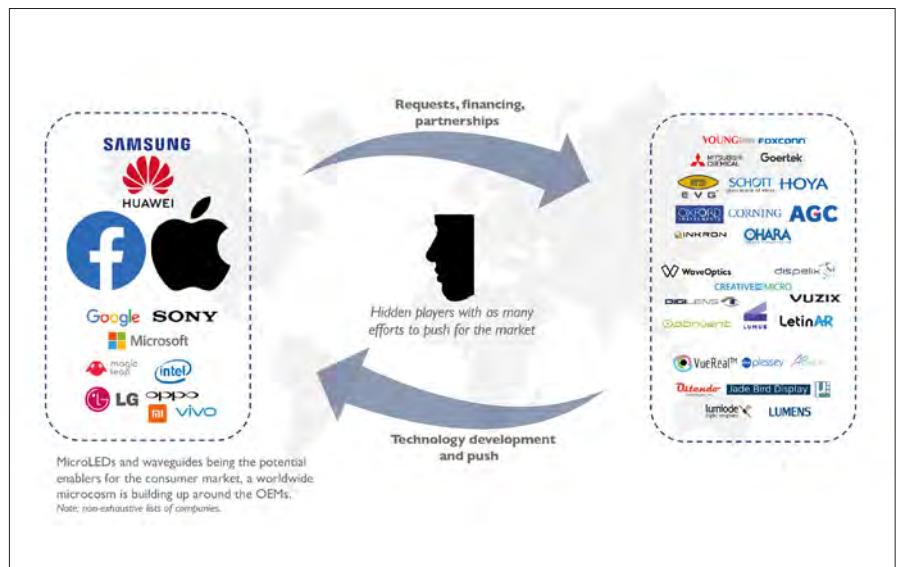 Requests, financing,
partnerships
SAMSUNG
HUAWEI
Google SONY
Microsoft
magic
leap
intel
LG oppo
mi vivo
Hidden players with as many
efforts to push for the market
YOUNG FOXCONN
MITSUBISHI
CHEMICAL
Goertek
EVG SCHOTT HOYA
OXFORD
INSTRUMENTS
CORNING AGC
INKRON OHARA
WaveOptics dispelix
CREATIVE MICRO
DIGILENS VUZIX
LUMUS LetinAR
VueReal™ plessey
Ostendo Jade Bird Display
lumiode LUMENS
Technology development
and push
MicroLEDs and waveguides being the potential
enablers for the consumer market, a worldwide
microcosm is building up around the OEMs.
Note: non-exhaustive lists of companies.